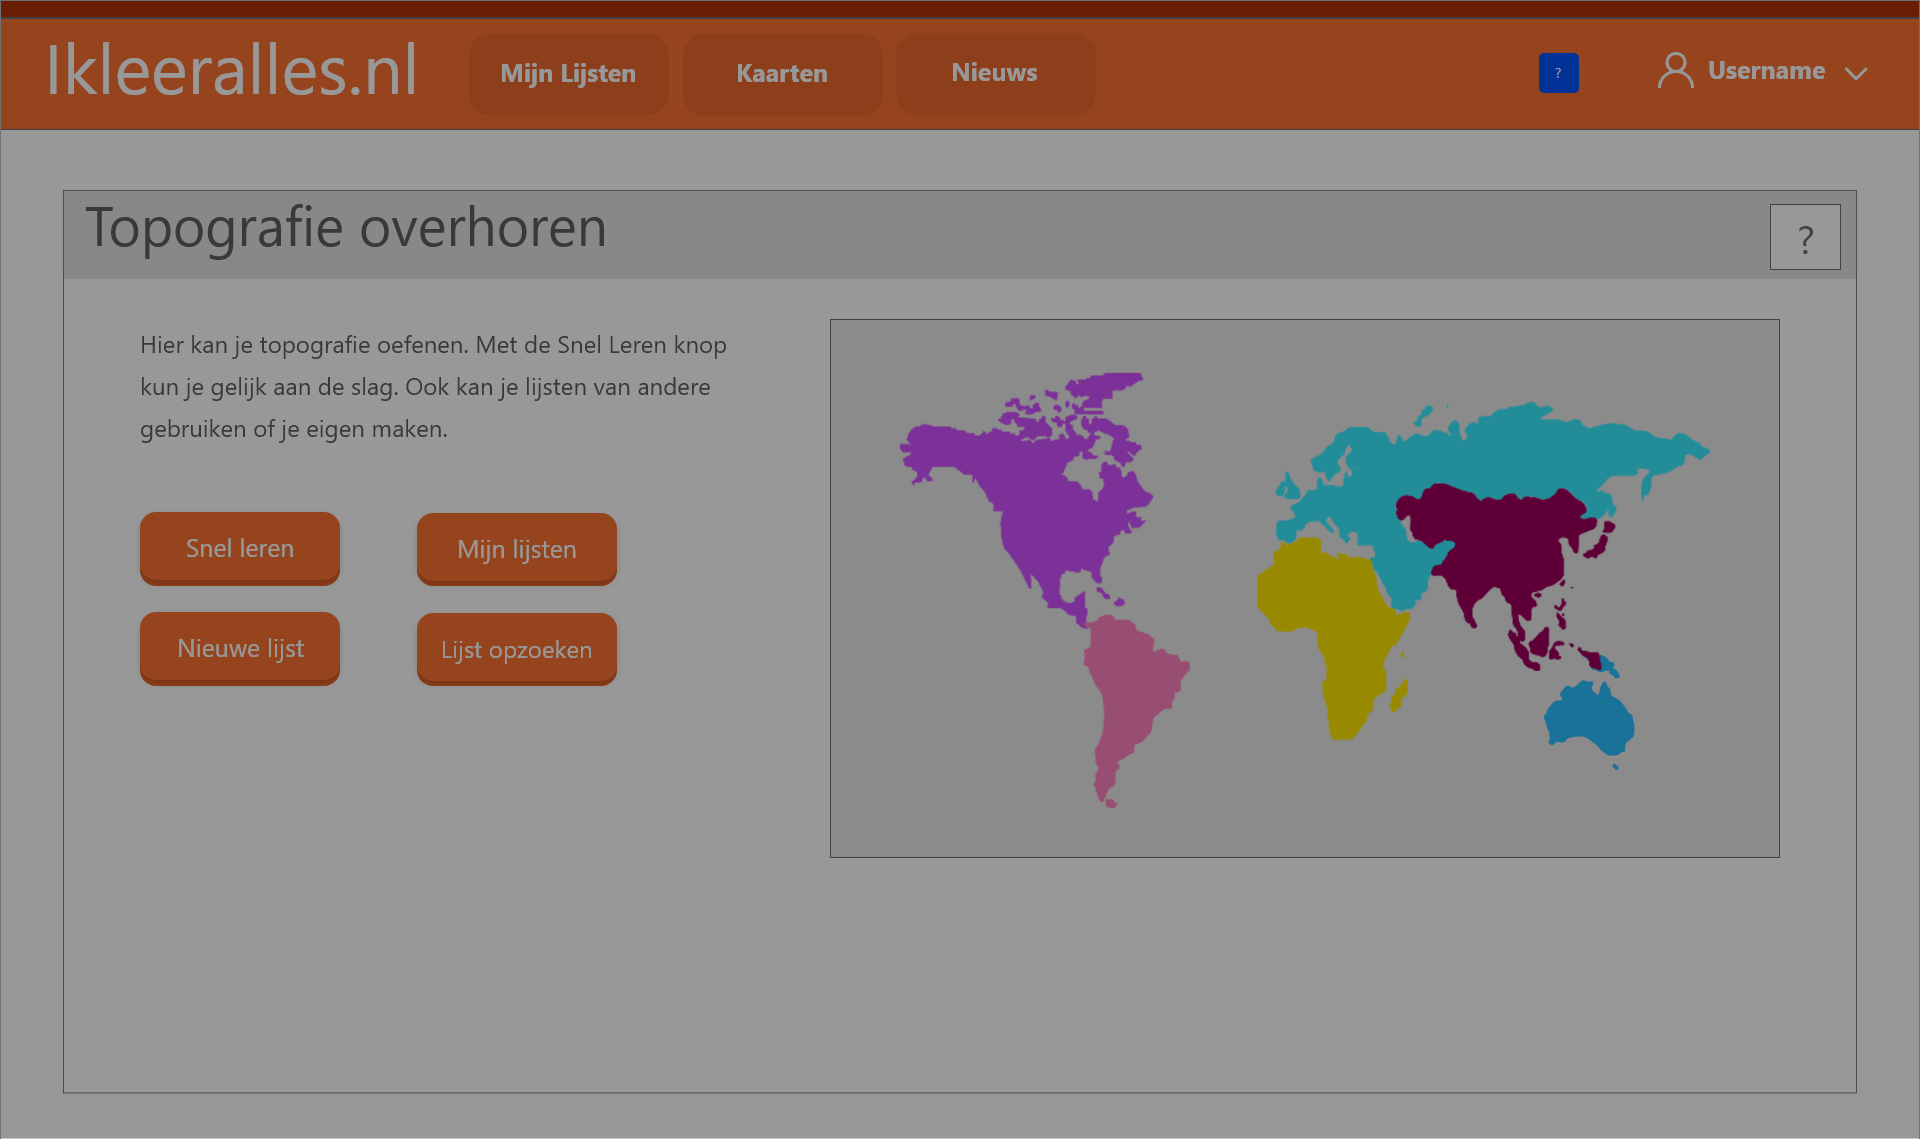 Ikleeralles.nl
Mijn Lijsten
Kaarten
Nieuws
?
Username
Topografie overhoren
?
Hier kan je topografie oefenen. Met de Snel Leren knop
kun je gelijk aan de slag. Ook kan je lijsten van andere
gebruiken of je eigen maken.
Snel leren
Mijn lijsten
Nieuwe lijst
Lijst opzoeken